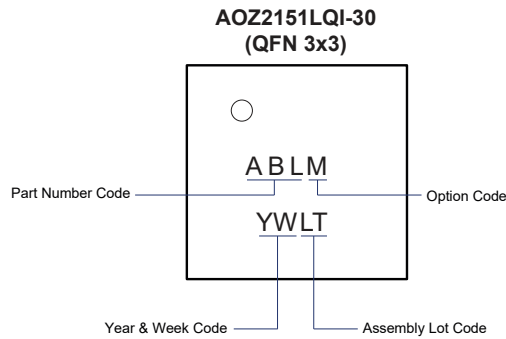 AOZ2151LQI-30
(QFN 3x3)
ABLM
Part Number Code
Option Code
YWLT
Year & Week Code
Assembly Lot Code